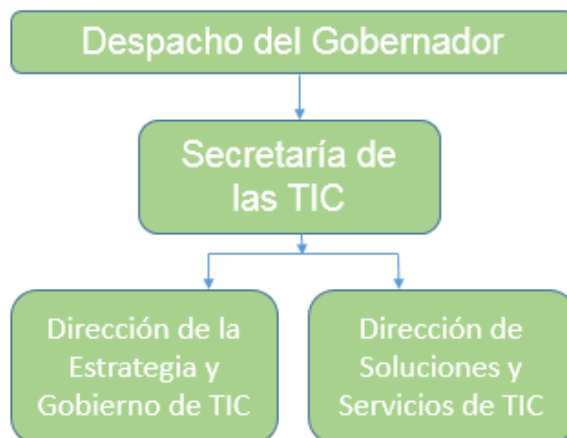 Despacho del Gobernador
Secretaría de
las TIC
Dirección de la
Estrategia y
Gobierno de TIC
Dirección de
Soluciones y
Servicios de TIC